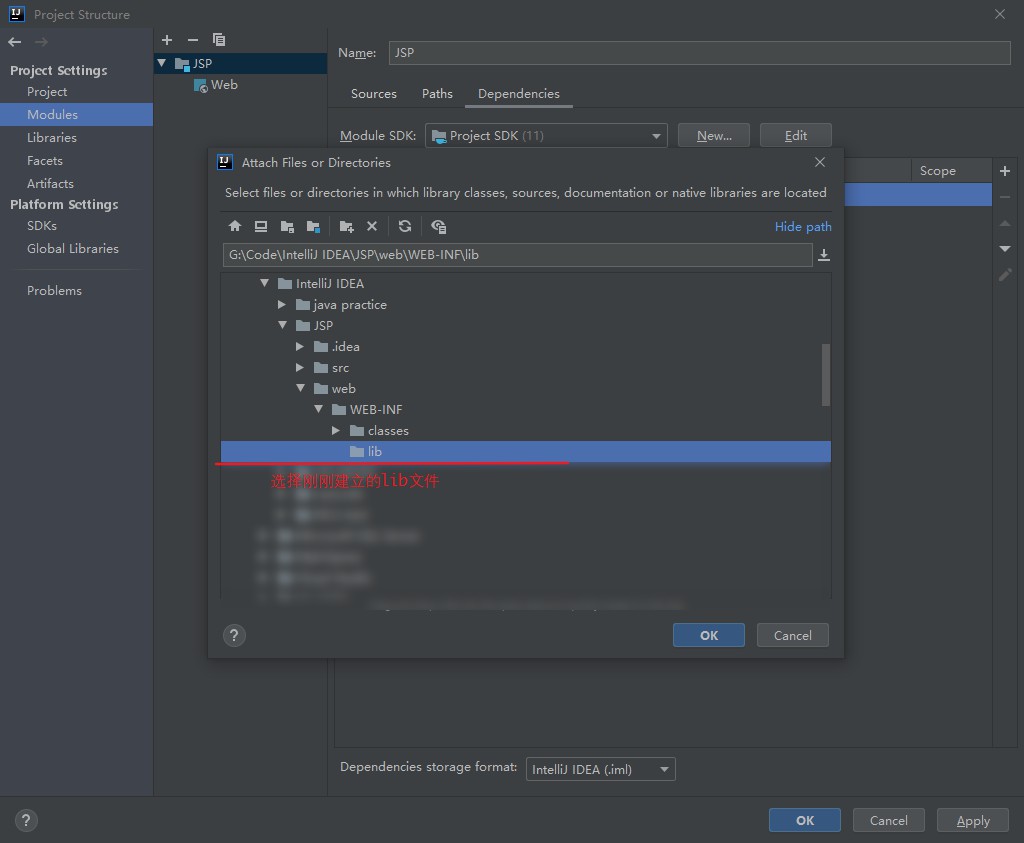 Project Structure
Project Settings
Project
Modules
Libraries
Facets
Artifacts
Platform Settings
SDKs
Global Libraries
Problems
JSP
Web
Name:
JSP
Sources
Paths
Dependencies
Module SDK:
Project SDK (11)
New...
Edit
Scope
Attach Files or Directories
Select files or directories in which library classes, sources, documentation or native libraries are located
Hide path
G:\Code\IntelliJ IDEA\JSP\web\WEB-INF\lib
IntelliJ IDEA
java practice
JSP
.idea
src
web
WEB-INF
classes
lib
选择刚刚建立的lib文件
?
OK
Cancel
Dependencies storage format:
IntelliJ IDEA (.iml)
?
OK
Cancel
Apply